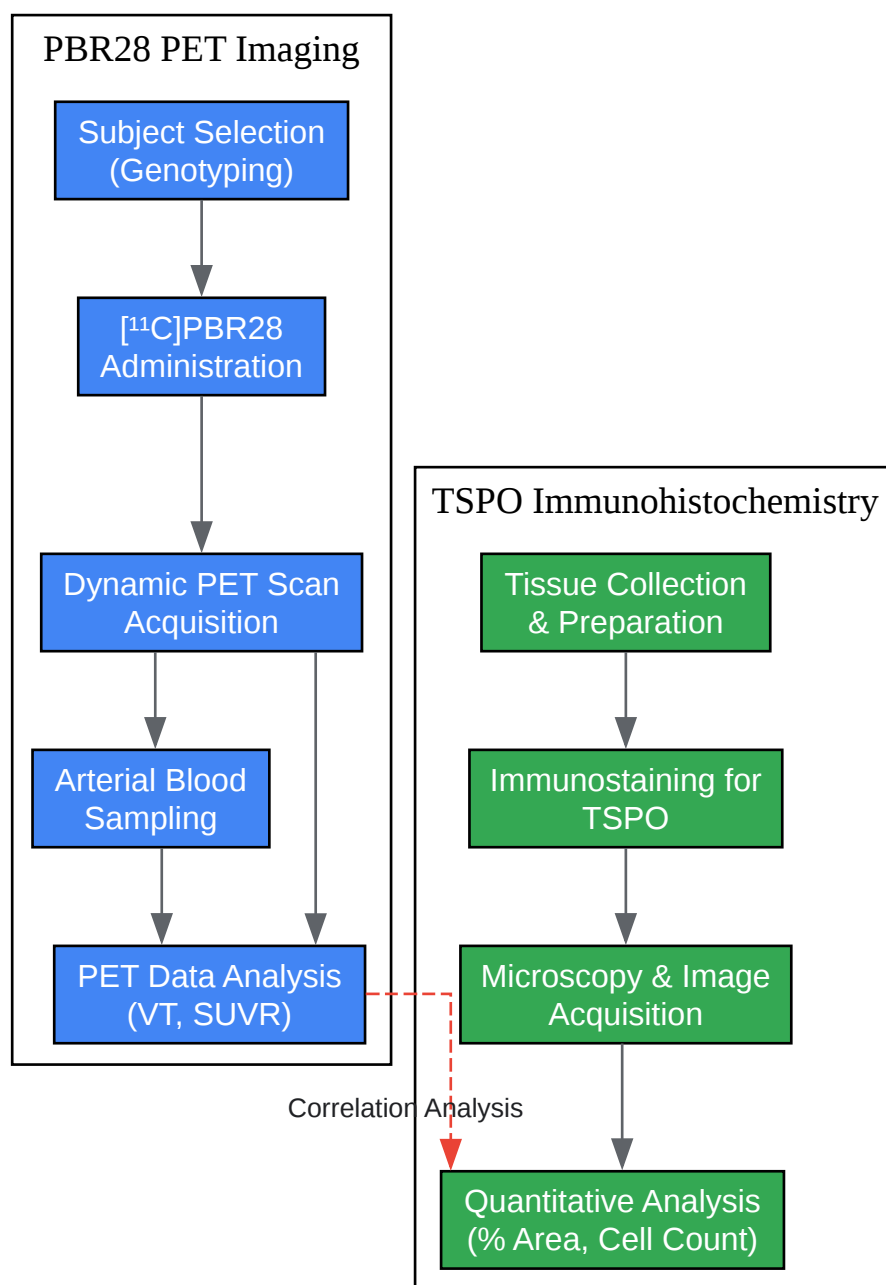 PBR28 PET Imaging
Subject Selection
(Genotyping)
[¹¹C]PBR28
Administration
Dynamic PET Scan
Acquisition
Arterial Blood
Sampling
PET Data Analysis
(VT, SUVR)
Correlation Analysis
TSPO Immunohistochemistry
Tissue Collection
& Preparation
Immunostaining for
TSPO
Microscopy & Image
Acquisition
Quantitative Analysis
(% Area, Cell Count)